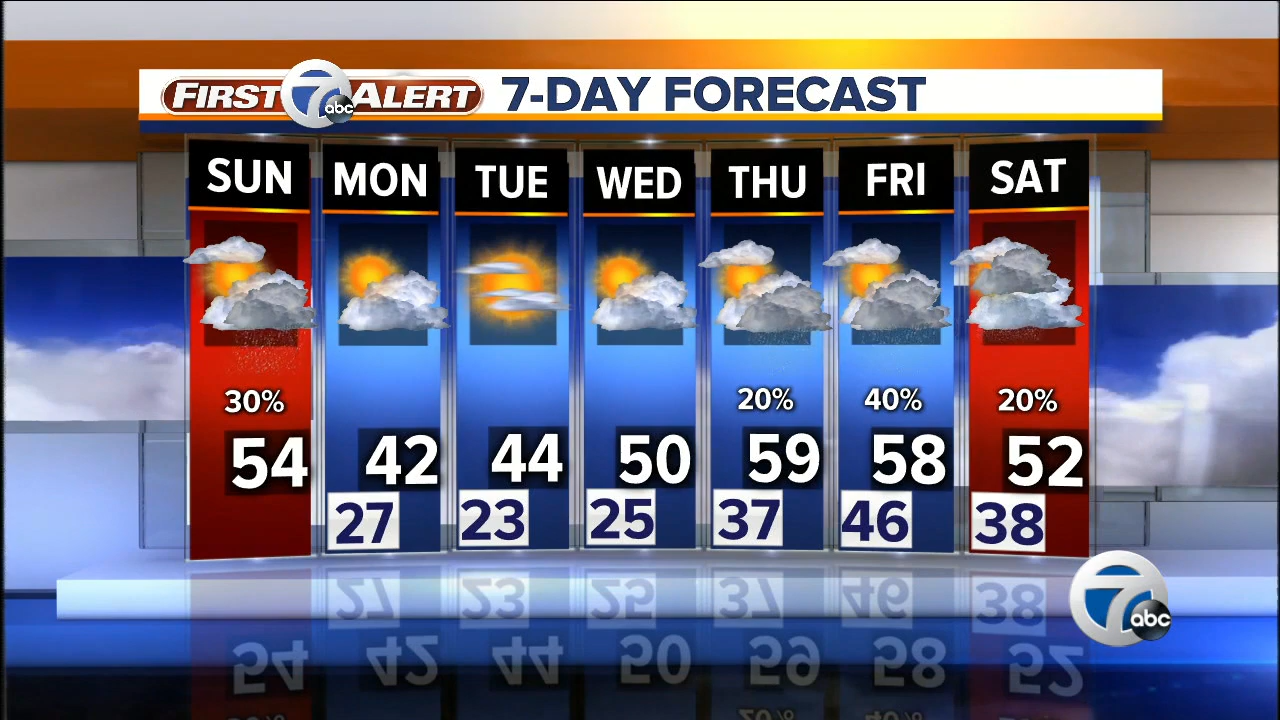 FIRST 7 abc ALERT 7-DAY FORECAST
SUN MON TUE WED THU FRI SAT
30% 20% 40% 20%
54 42 44 50 59 58 52
27 23 25 37 46 38
7 abc